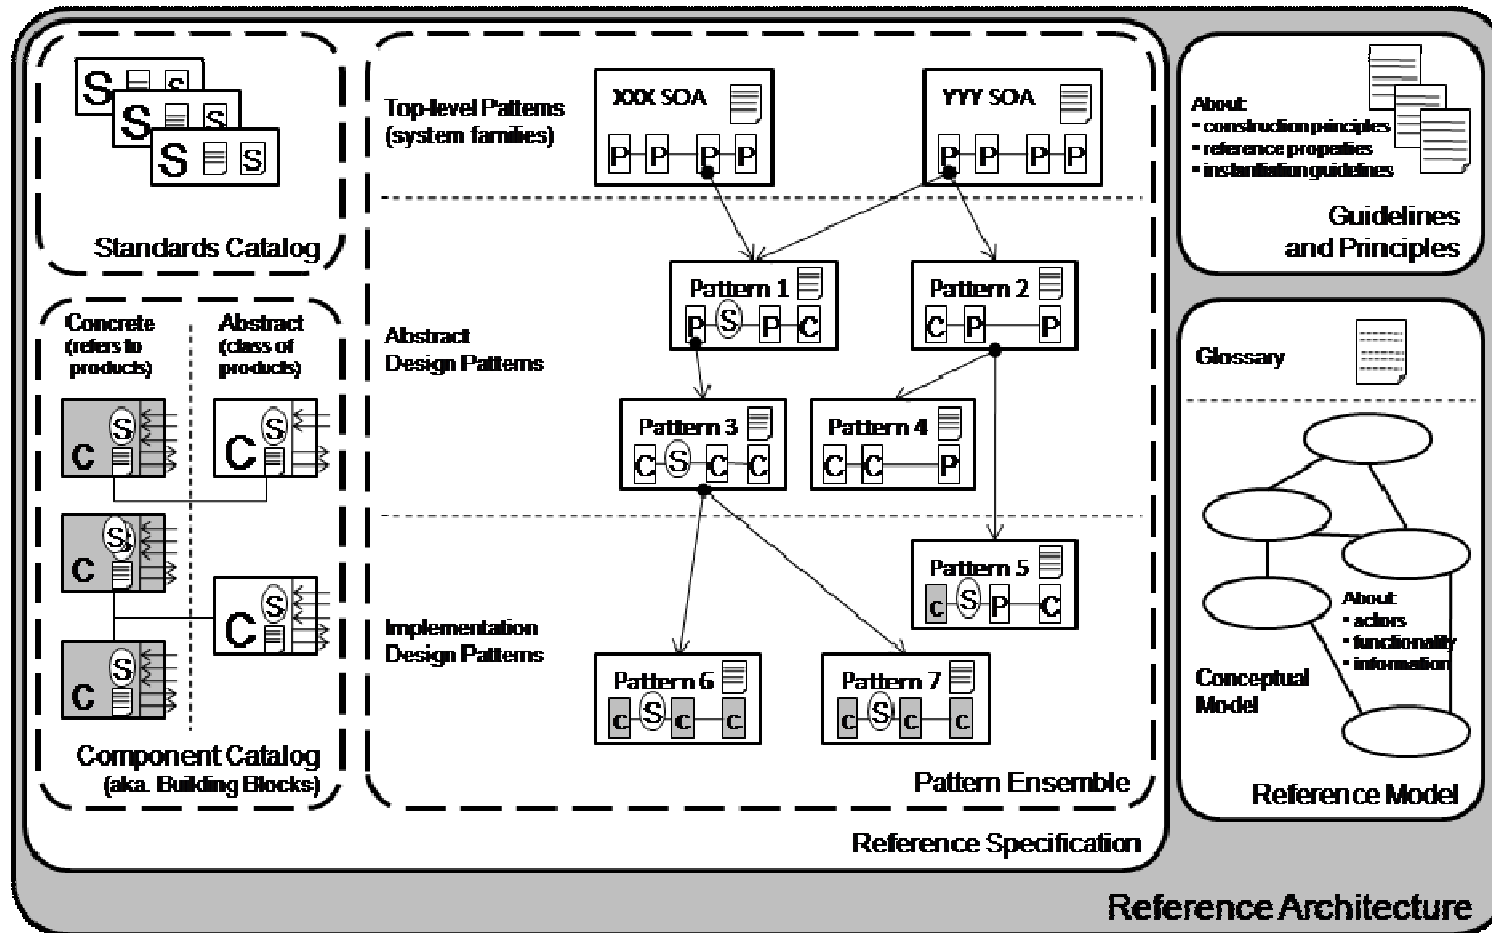 S S
S S
S S
Standards Catalog
Concrete
(refers to
products)
Abstract
(class of
products)
C S
C S
C S
C S
C S
Component Catalog
(aka. Building Blocks)
Top-level Patterns
(system families)
XXX SOA
P P P P
YYY SOA
P P P P
Abstract
Design Patterns
Pattern 1
P S P C
Pattern 2
C P P
Pattern 3
C S C C
Pattern 4
C C P
Implementation
Design Patterns
Pattern 5
c S P C
Pattern 6
c S c c
Pattern 7
c S c c
Pattern Ensemble
Reference Specification
About
• construction principles
• reference properties
• instantiation guidelines
Guidelines
and Principles
Glossary
About
• actors
• functionality
• information
Conceptual
Model
Reference Model
Reference Architecture